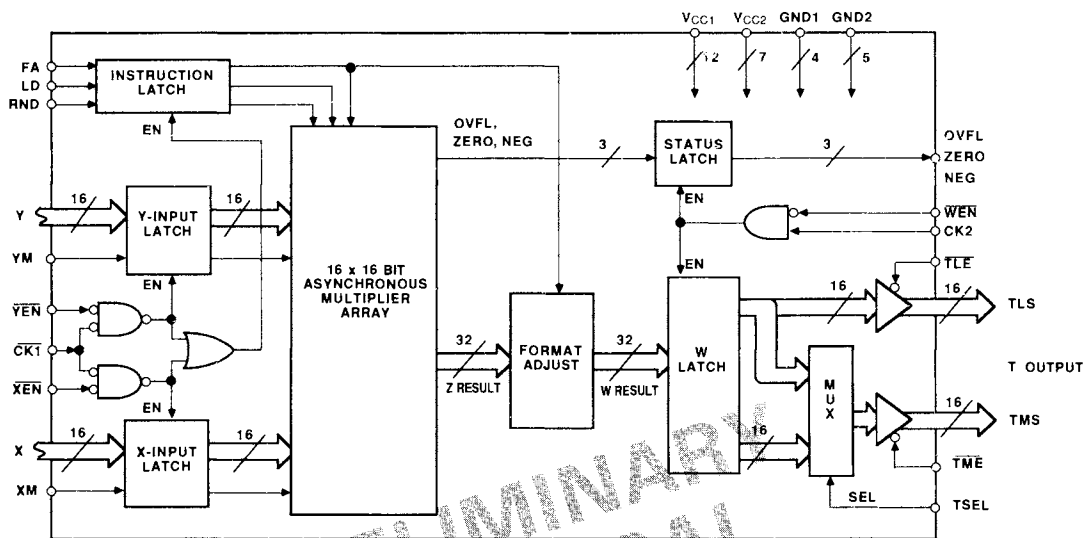 VCC1 VCC2 GND1 GND2
12 7 4 5
FA
LD
RND
INSTRUCTION
LATCH
EN
OVFL,
ZERO, NEG
3
STATUS
LATCH
3
OVFL
ZERO
NEG
EN
WEN
CK2
EN
TLE
Y
16
Y-INPUT
LATCH
16
YM
EN
YEN
CK1
XEN
EN
16 x 16 BIT
ASYNCHRONOUS
MULTIPLIER
ARRAY
32
Z RESULT
FORMAT
ADJUST
32
W RESULT
W
LATCH
16
16
TLS
T OUTPUT
MUX
16
16
TMS
TME
X
16
X-INPUT
LATCH
16
XM
SEL
TSEL